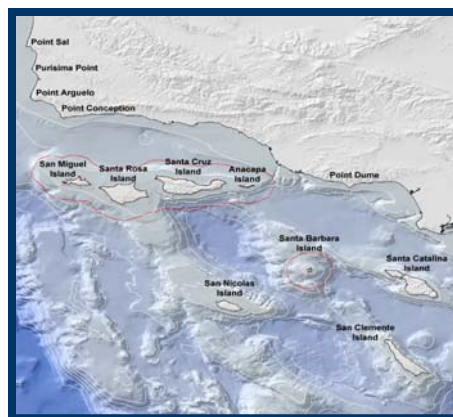 Point Sal
Purisima Point
Point Arguelo
Point Conception
San Miguel
Island
Santa Rosa
Island
Santa Cruz
Island
Anacapa
Island
Point Dume
Santa Barbara
Island
Santa Catalina
Island
San Nicolas
Island
San Clemente
Island